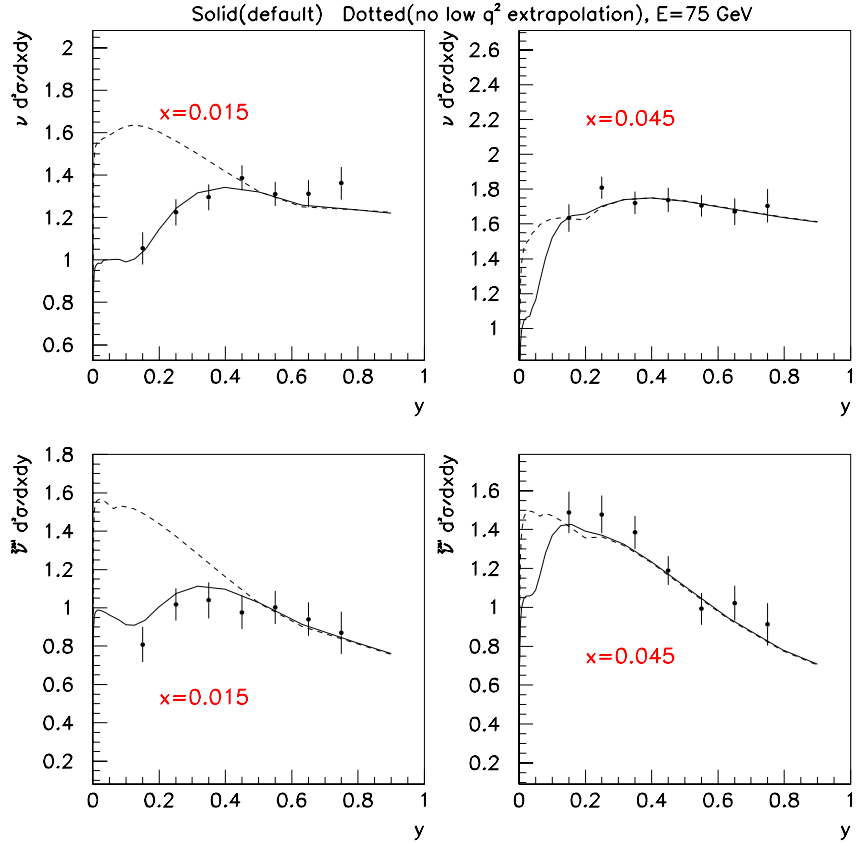 Solid(default) Dotted(no low q² extrapolation), E=75 GeV
ν d²σ/dxdy
2
1.8
1.6
1.4
1.2
1
0.8
0.6
x=0.015
0 0.2 0.4 0.6 0.8 1
y
ν d²σ/dxdy
2.6
2.4
2.2
2
1.8
1.6
1.4
1.2
1
x=0.045
0 0.2 0.4 0.6 0.8 1
y
d²σ/dxdy
1.8
1.6
1.4
1.2
1
0.8
0.6
0.4
0.2
x=0.015
0 0.2 0.4 0.6 0.8 1
y
d²σ/dxdy
1.6
1.4
1.2
1
0.8
0.6
0.4
0.2
x=0.045
0 0.2 0.4 0.6 0.8 1
y